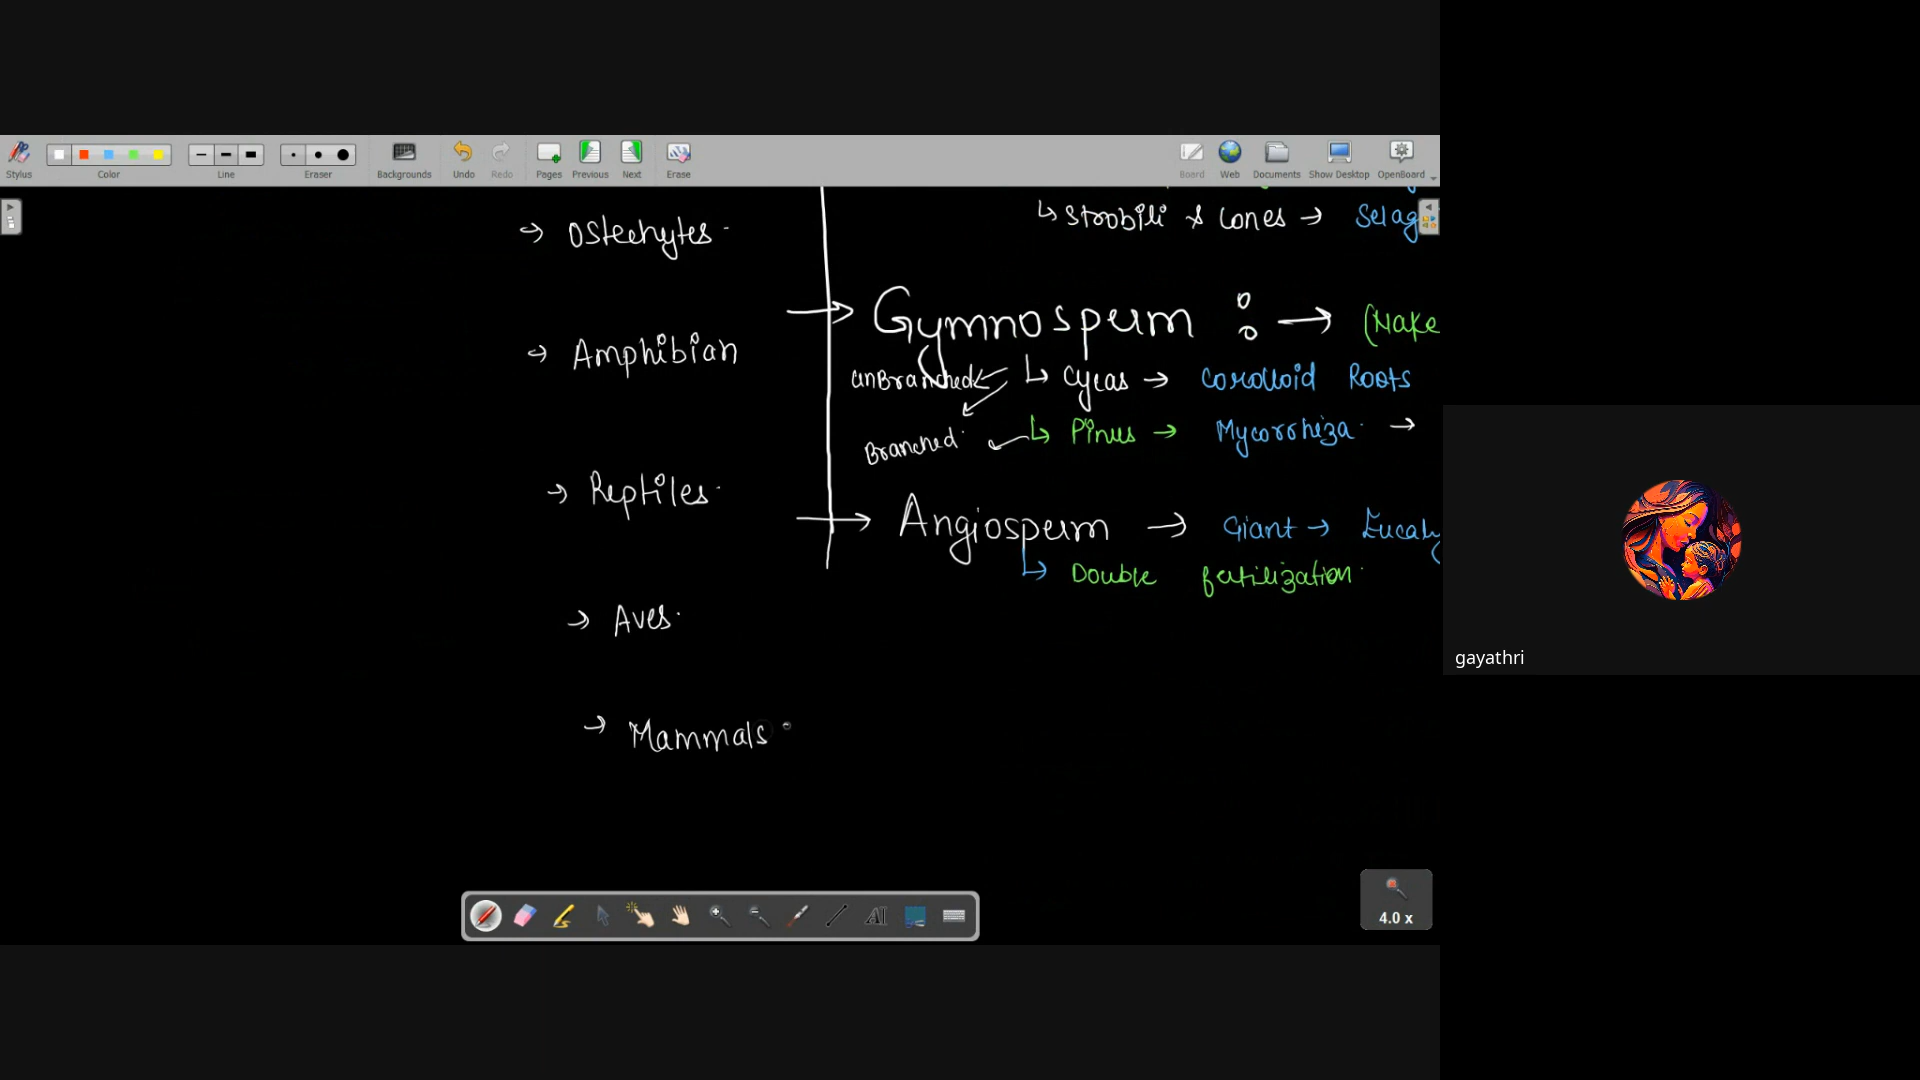 Stylus
Color
Line
Eraser
Backgrounds
Undo
Redo
Pages
Previous
Next
Erase
Board
Web
Documents
Show Desktop
OpenBoard
→ Ostechytes.
→ Amphibian
→ Reptiles.
→ Aves.
→ Mammals
↳ Strobili & Cones → Selag
→ Gymnosperm : → (Nake
UnBranched ↳ Cycas → Coralloid Roots
Branched. ↳ Pinus → Mycorrhiza. →
→ Angiosperm → Giant → Eucaly
↳ Double fertilization.
gayathri
4.0 x